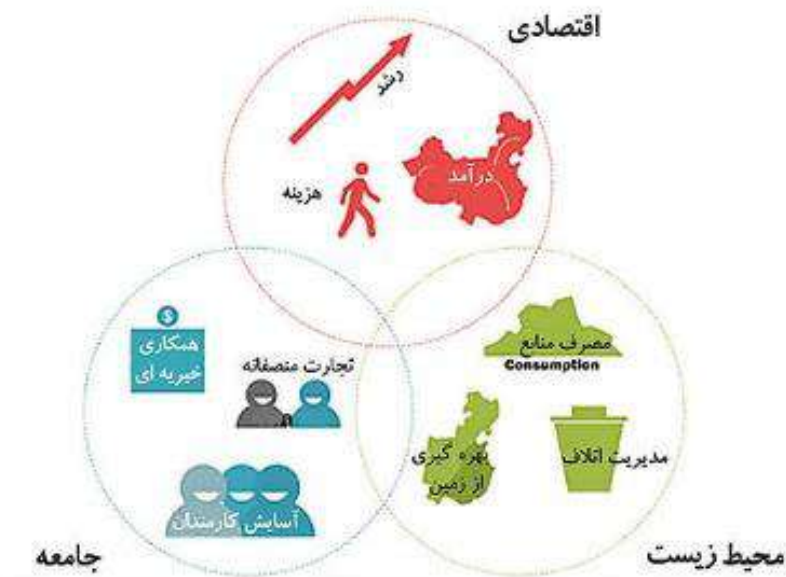 اقتصادی
رشد
درآمد
هزینه
$
همکاری
خیریه ای
تجارت منصفانه
آسایش کارمندان
جامعه
مصرف منابع
Consumption
بهره گیری
از زمین
مدیریت اتلاف
محیط زیست